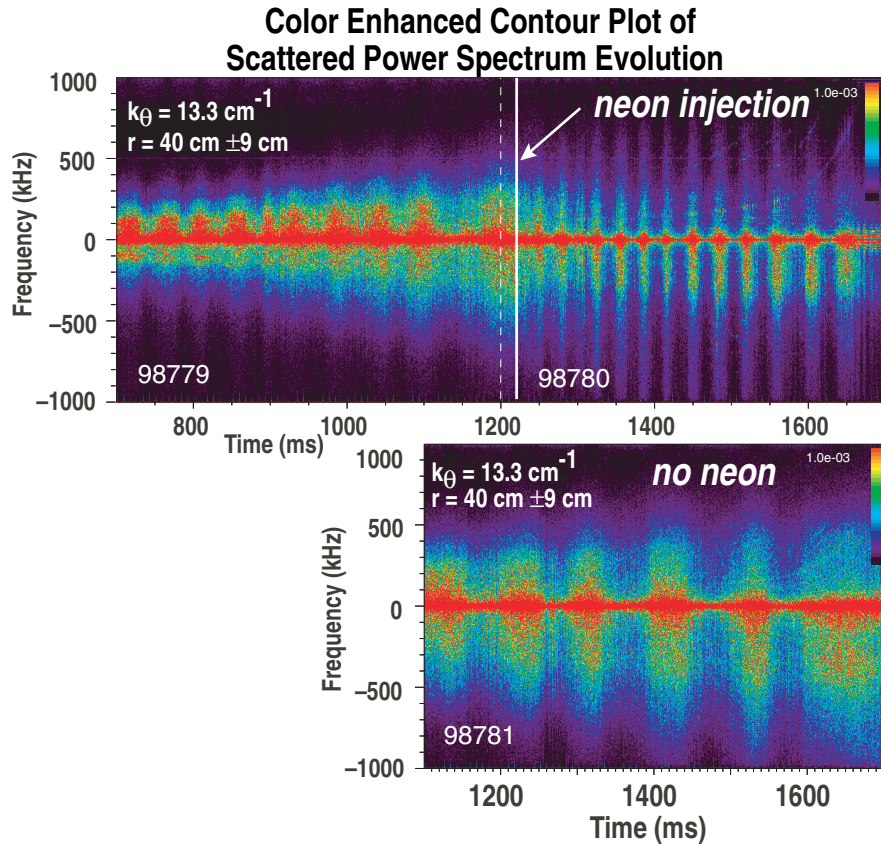 Color Enhanced Contour Plot of
Scattered Power Spectrum Evolution
1000
500
0
−500
−1000
Frequency (kHz)
kθ = 13.3 cm-1
r = 40 cm ±9 cm
neon injection
1.0e-03
98779
98780
800
1000
1200
1400
1600
Time (ms)
1000
500
0
−500
−1000
Frequency (kHz)
kθ = 13.3 cm-1
r = 40 cm ±9 cm
no neon
1.0e-03
98781
1200
1400
1600
Time (ms)